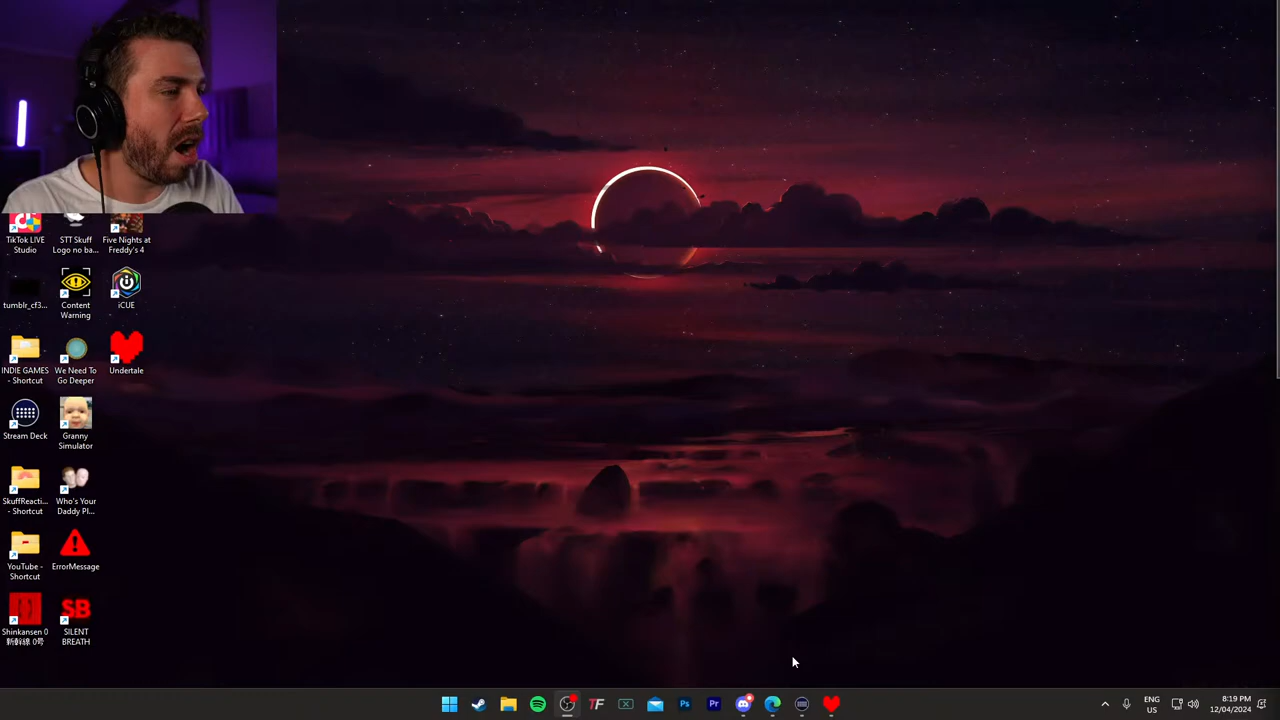 TikTok LIVE
Studio
STT Skuff
Logo no ba...
Five Nights at
Freddy's 4
tumblr_cf3...
Content
Warning
iCUE
INDIE GAMES
- Shortcut
We Need To
Go Deeper
Undertale
Stream Deck
Granny
Simulator
SkuffReacti...
- Shortcut
Who's Your
Daddy Pl...
YouTube -
Shortcut
ErrorMessage
SB
Shinkansen 0
新幹線 0号
SILENT
BREATH
TF
Ps
Pr
ENG
US
8:19 PM
12/04/2024